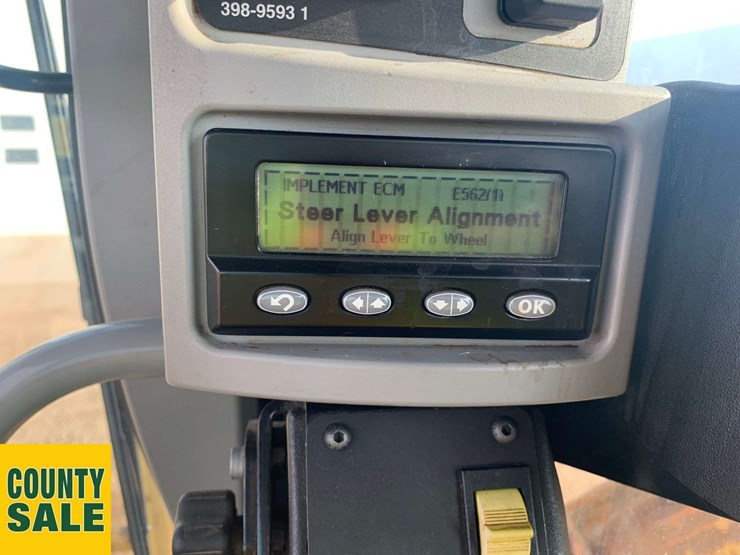 398-9593 1
IMPLEMENT ECM E562(1)
Steer Lever Alignment
Align Lever To Wheel
OK
COUNTY
SALE